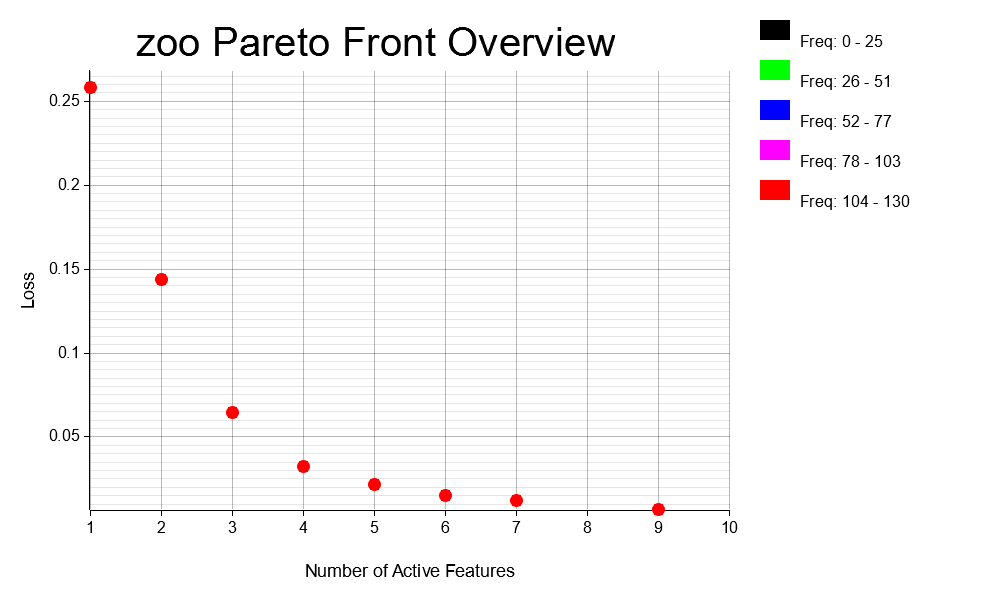 zoo Pareto Front Overview
Freq: 0 - 25
Freq: 26 - 51
Freq: 52 - 77
Freq: 78 - 103
Freq: 104 - 130
0.25
0.2
0.15
0.1
0.05
Loss
1 2 3 4 5 6 7 8 9 10
Number of Active Features